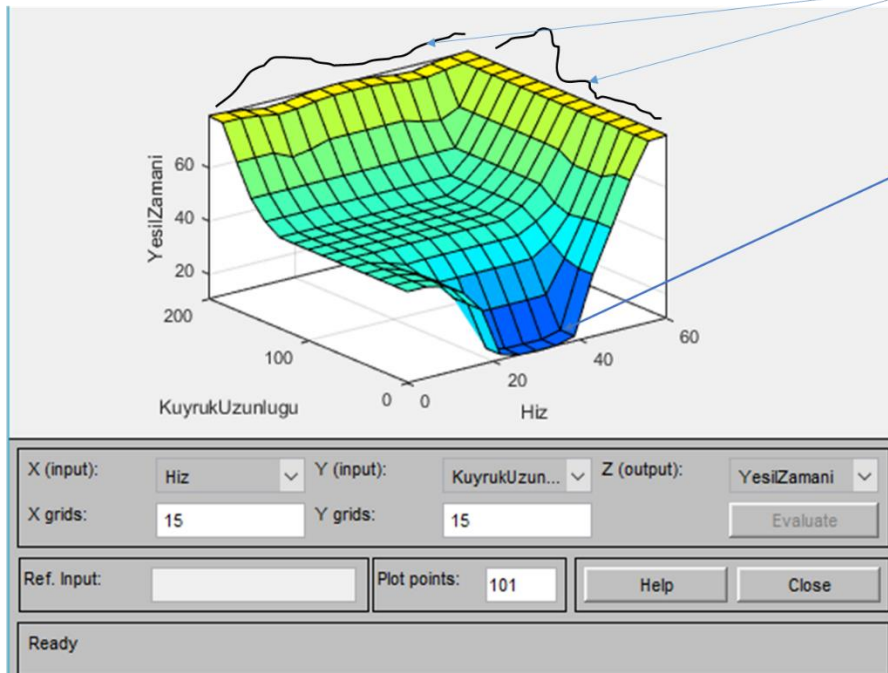 YesilZamani
60
40
20
200
100
0
0
20
40
60
KuyrukUzunlugu
Hiz
X (input): Hiz Y (input): KuyrukUzun... Z (output): YesilZamani
X grids: 15 Y grids: 15 Evaluate
Ref. Input: Plot points: 101 Help Close
Ready